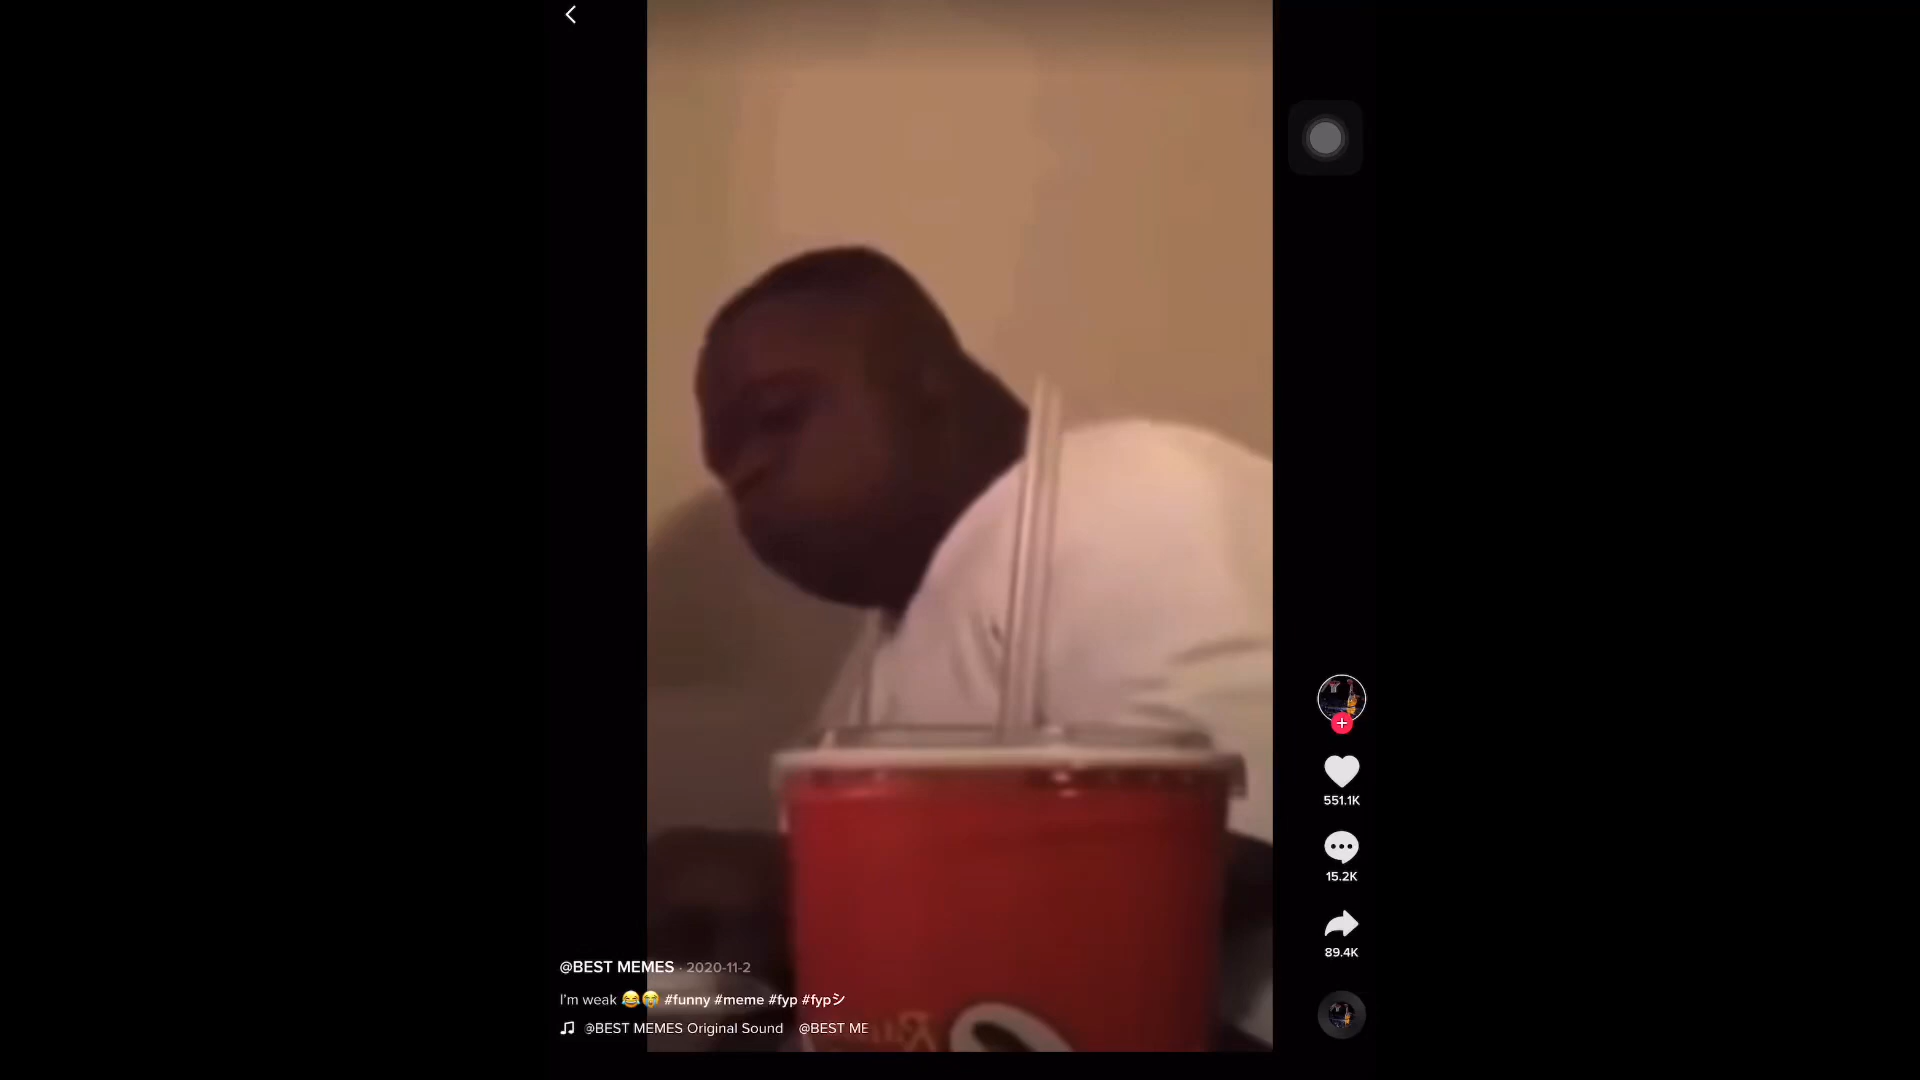 551.1K
15.2K
89.4K
@BEST MEMES · 2020-11-2
I'm weak 😂😭 #funny #meme #fyp #fypシ
@BEST MEMES Original Sound @BEST ME